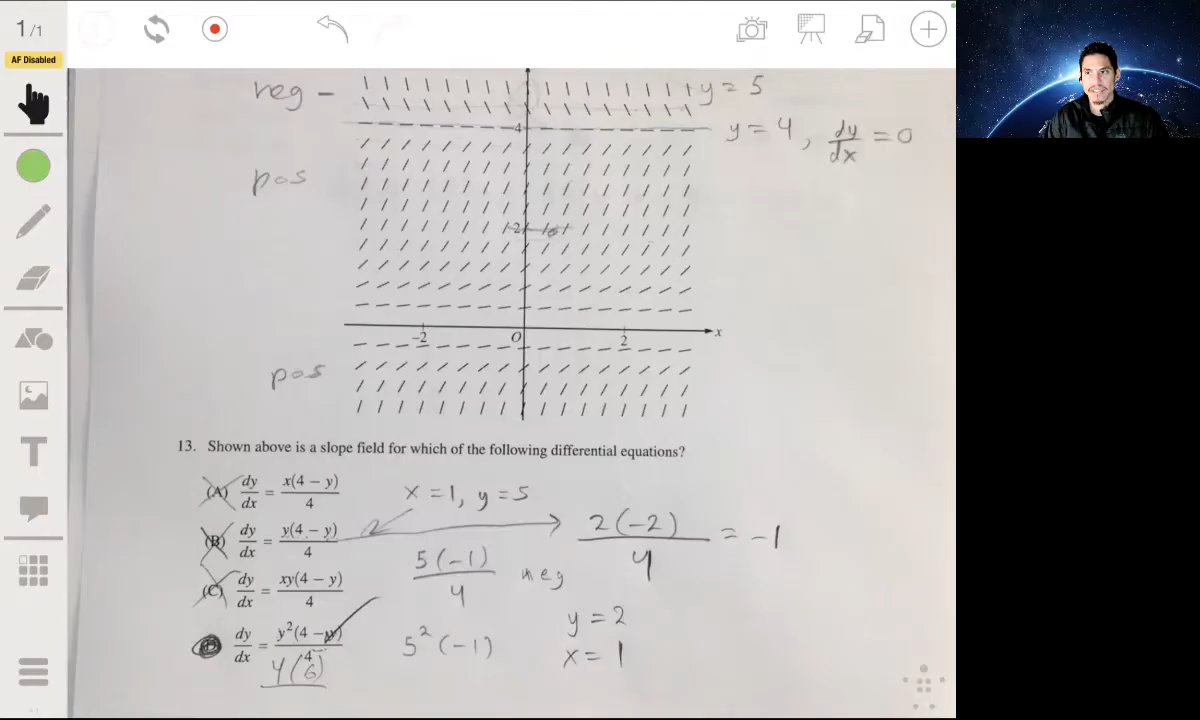 1/1
AF Disabled
neg -
y = 5
4
y = 4, dy/dx = 0
pos
2
-2 O 2 x
pos
13. Shown above is a slope field for which of the following differential equations?
(A) dy/dx = x(4 - y)/4
x = 1, y = 5
(B) dy/dx = y(4 - y)/4
2(-2)/4 = -1
5(-1)/4 neg
(C) dy/dx = xy(4 - y)/4
y = 2
dy/dx = y²(4 - y)/4
5²(-1)
x = 1
4(6)
T